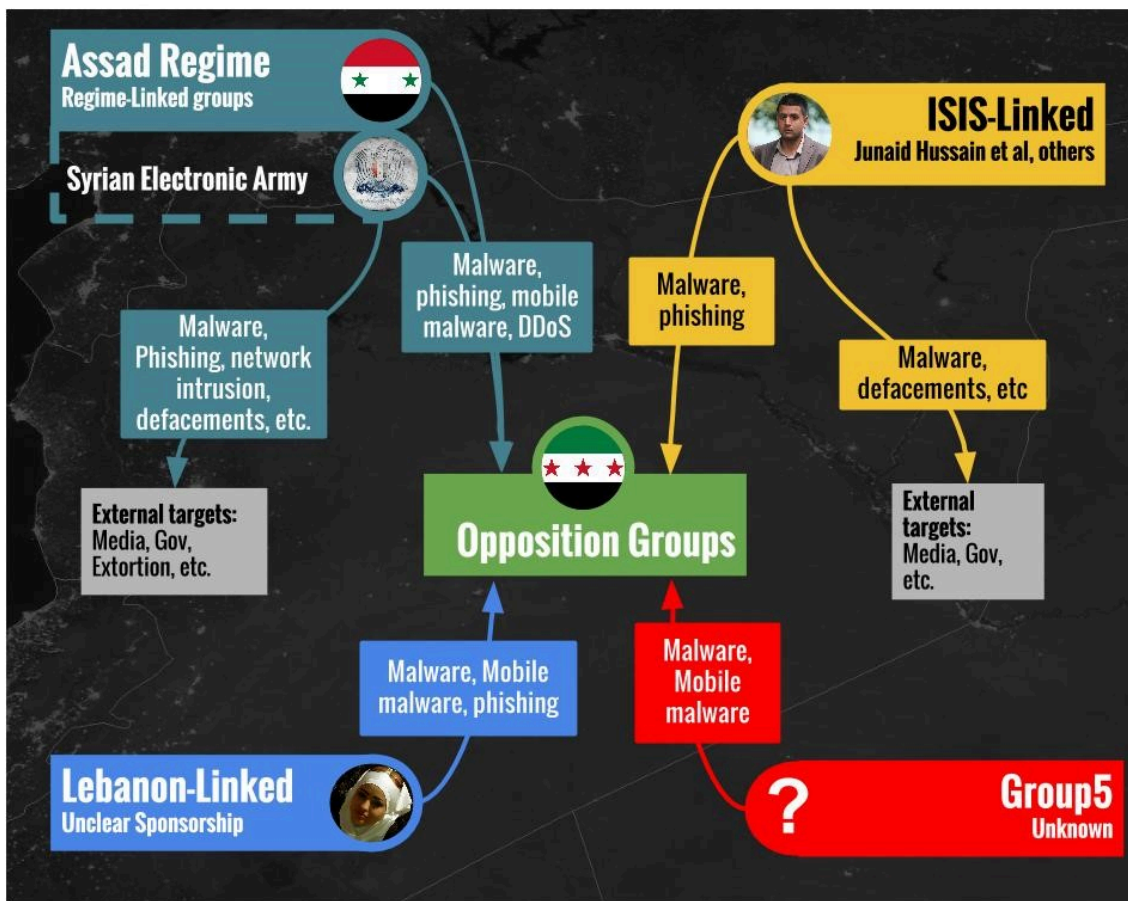 Assad Regime
Regime-Linked groups
Syrian Electronic Army
ISIS-Linked
Junaid Hussain et al, others
Malware,
phishing, mobile
malware, DDoS
Malware,
phishing
Malware,
Phishing, network
intrusion,
defacements, etc.
Malware,
defacements, etc
External targets:
Media, Gov,
Extortion, etc.
Opposition Groups
External
targets:
Media, Gov,
etc.
Malware, Mobile
malware, phishing
Malware,
Mobile
malware
Lebanon-Linked
Unclear Sponsorship
?
Group5
Unknown